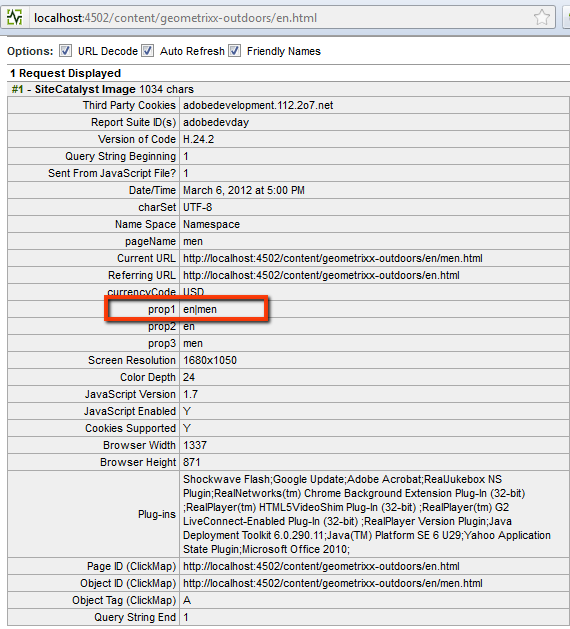 localhost:4502/content/geometrixx-outdoors/en.html
Options: URL Decode Auto Refresh Friendly Names
1 Request Displayed
#1 - SiteCatalyst Image 1034 chars
Third Party Cookies adobedevelopment.112.2o7.net
Report Suite ID(s) adobedevday
Version of Code H.24.2
Query String Beginning 1
Sent From JavaScript File? 1
Date/Time March 6, 2012 at 5:00 PM
charSet UTF-8
Name Space Namespace
pageName men
Current URL http://localhost:4502/content/geometrixx-outdoors/en/men.html
Referring URL http://localhost:4502/content/geometrixx-outdoors/en.html
currencyCode USD
prop1 en|men
prop2 en
prop3 men
Screen Resolution 1680x1050
Color Depth 24
JavaScript Version 1.7
JavaScript Enabled Y
Cookies Supported Y
Browser Width 1337
Browser Height 871
Shockwave Flash;Google Update;Adobe Acrobat;RealJukebox NS
Plugin;RealNetworks(tm) Chrome Background Extension Plug-In (32-bit)
;RealPlayer(tm) HTML5VideoShim Plug-In (32-bit) ;RealPlayer(tm) G2
Plug-ins LiveConnect-Enabled Plug-In (32-bit) ;RealPlayer Version Plugin;Java
Deployment Toolkit 6.0.290.11;Java(TM) Platform SE 6 U29;Yahoo Application
State Plugin;Microsoft Office 2010;
Page ID (ClickMap) http://localhost:4502/content/geometrixx-outdoors/en.html
Object ID (ClickMap) http://localhost:4502/content/geometrixx-outdoors/en/men.html
Object Tag (ClickMap) A
Query String End 1